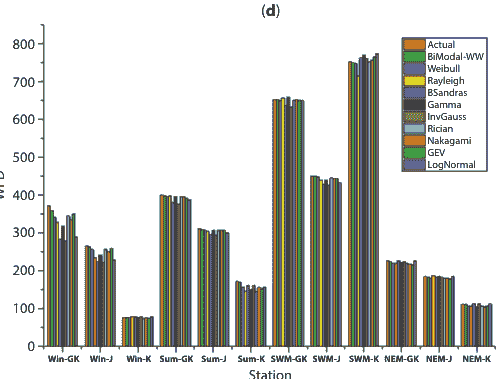 (d)
800
700
600
500
400
300
200
100
0
Actual
BiModal-WW
Weibull
Rayleigh
BSandras
Gamma
InvGauss
Rician
Nakagami
GEV
LogNormal
Win-GK Win-J Win-K Sum-GK Sum-J Sum-K SWM-GK SWM-J SWM-K NEM-GK NEM-J NEM-K
Station